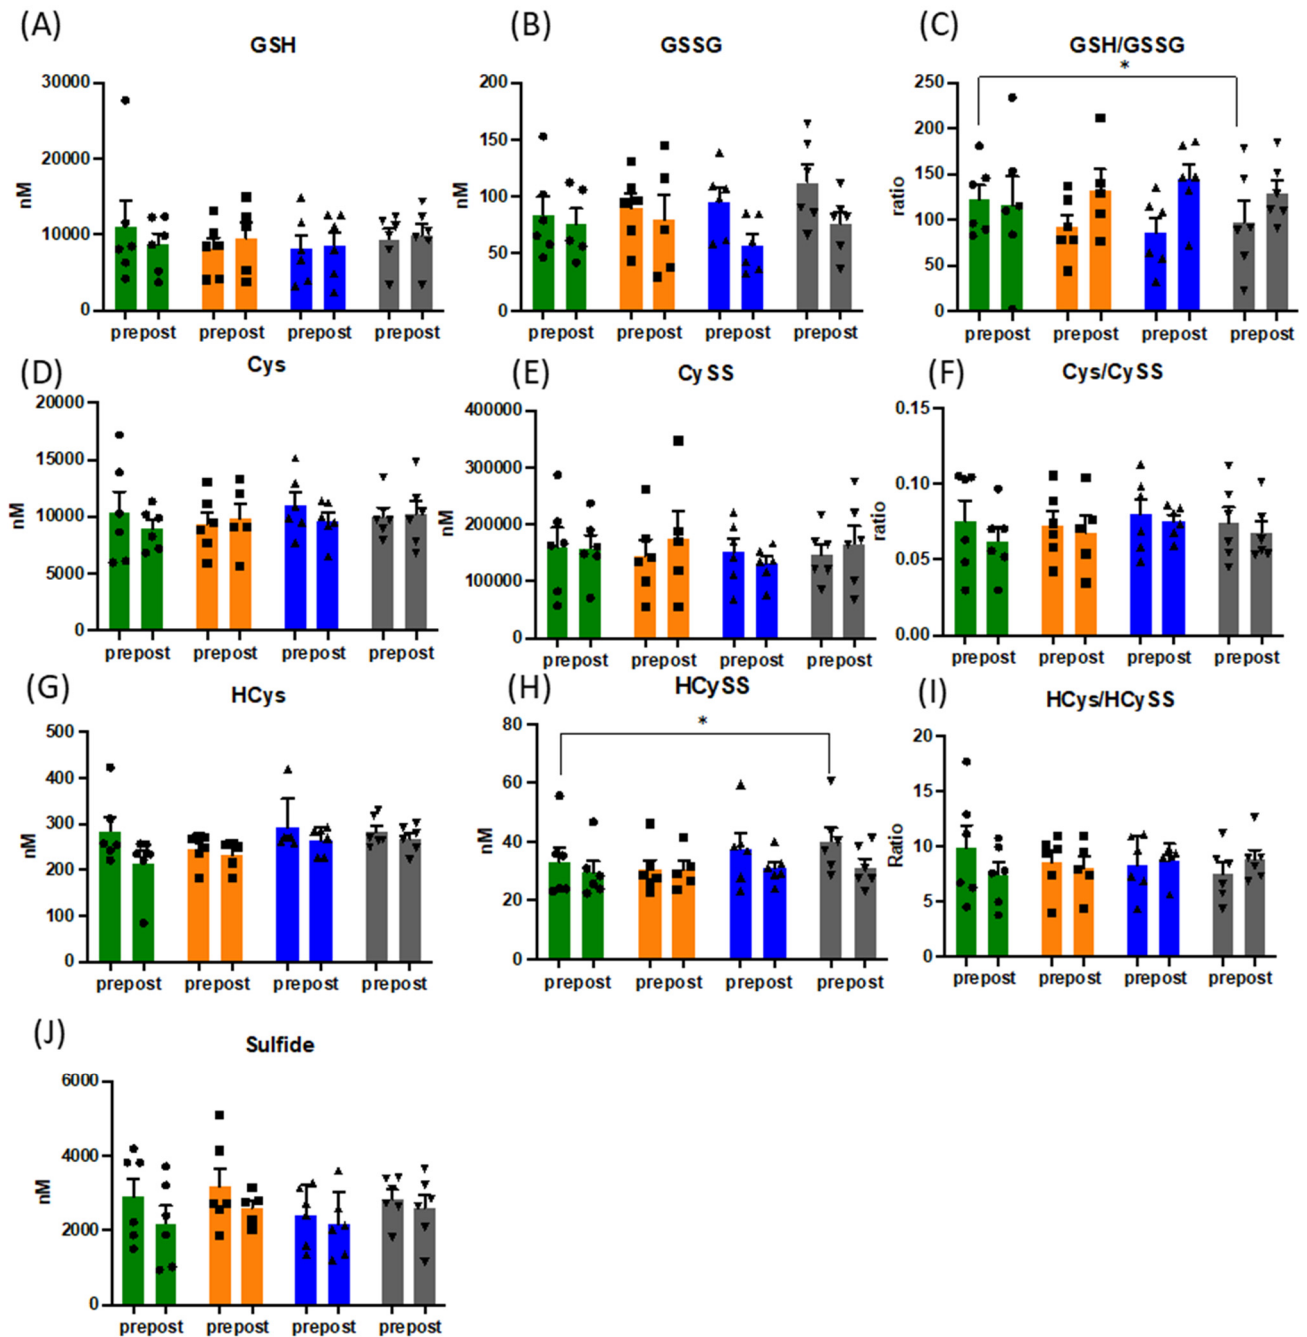 (A)
GSH
30000
20000
10000
0
nM
prepost prepost prepost prepost
(B)
GSSG
200
150
100
50
0
nM
prepost prepost prepost prepost
(C)
GSH/GSSG
*
250
200
150
100
50
0
ratio
prepost prepost prepost prepost
(D)
Cys
20000
15000
10000
5000
0
nM
prepost prepost prepost prepost
(E)
CySS
400000
300000
200000
100000
0
nM
prepost prepost prepost prepost
(F)
Cys/CySS
0.15
0.10
0.05
0.00
ratio
prepost prepost prepost prepost
(G)
HCys
500
400
300
200
100
0
nM
prepost prepost prepost prepost
(H)
HCySS
*
80
60
40
20
0
nM
prepost prepost prepost prepost
(I)
HCys/HCySS
20
15
10
5
0
Ratio
prepost prepost prepost prepost
(J)
Sulfide
6000
4000
2000
0
nM
prepost prepost prepost prepost